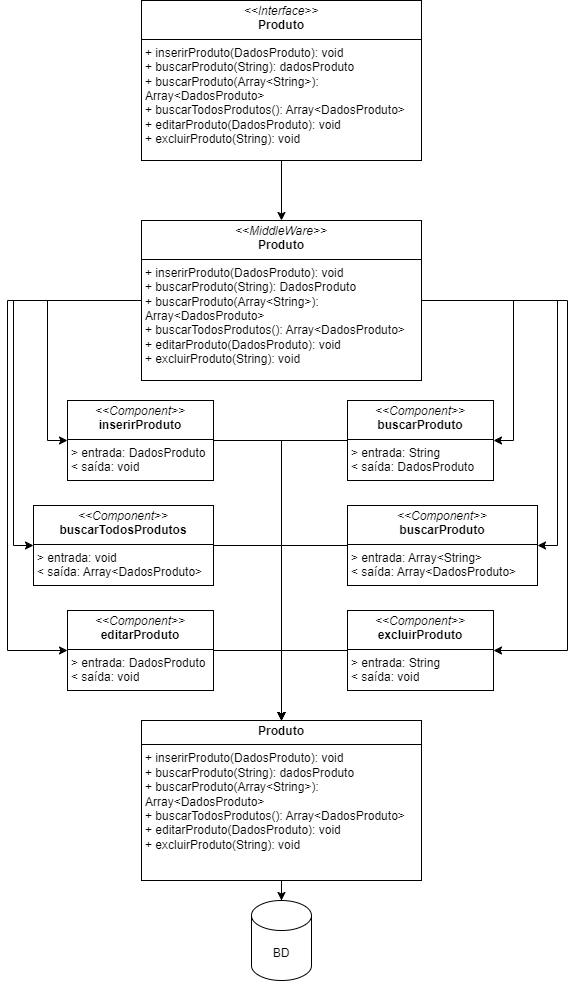 <<Interface>>
Produto
+ inserirProduto(DadosProduto): void
+ buscarProduto(String): dadosProduto
+ buscarProduto(Array<String>):
Array<DadosProduto>
+ buscarTodosProdutos(): Array<DadosProduto>
+ editarProduto(DadosProduto): void
+ excluirProduto(String): void
<<MiddleWare>>
Produto
+ inserirProduto(DadosProduto): void
+ buscarProduto(String): DadosProduto
+ buscarProduto(Array<String>):
Array<DadosProduto>
+ buscarTodosProdutos(): Array<DadosProduto>
+ editarProduto(DadosProduto): void
+ excluirProduto(String): void
<<Component>>
inserirProduto
> entrada: DadosProduto
< saída: void
<<Component>>
buscarProduto
> entrada: String
< saída: DadosProduto
<<Component>>
buscarTodosProdutos
> entrada: void
< saída: Array<DadosProduto>
<<Component>>
buscarProduto
> entrada: Array<String>
< saída: Array<DadosProduto>
<<Component>>
editarProduto
> entrada: DadosProduto
< saída: void
<<Component>>
excluirProduto
> entrada: String
< saída: void
Produto
+ inserirProduto(DadosProduto): void
+ buscarProduto(String): dadosProduto
+ buscarProduto(Array<String>):
Array<DadosProduto>
+ buscarTodosProdutos(): Array<DadosProduto>
+ editarProduto(DadosProduto): void
+ excluirProduto(String): void
BD